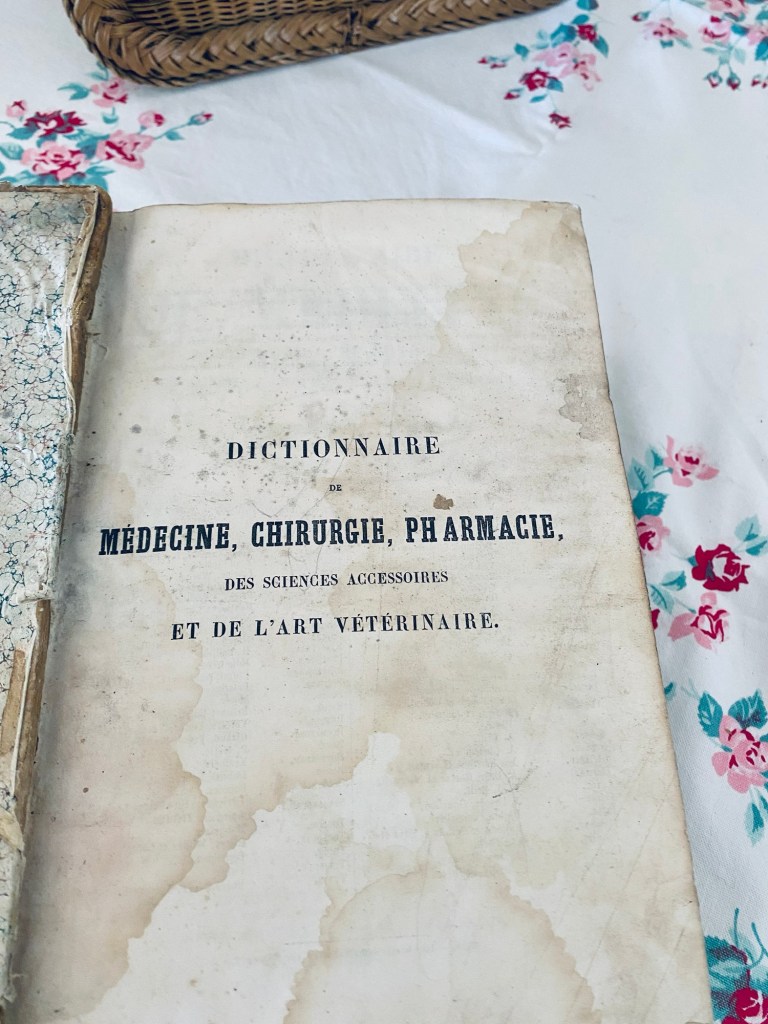 DICTIONNAIRE
DE
MÉDECINE, CHIRURGIE, PHARMACIE,
DES SCIENCES ACCESSOIRES
ET DE L'ART VÉTÉRINAIRE.